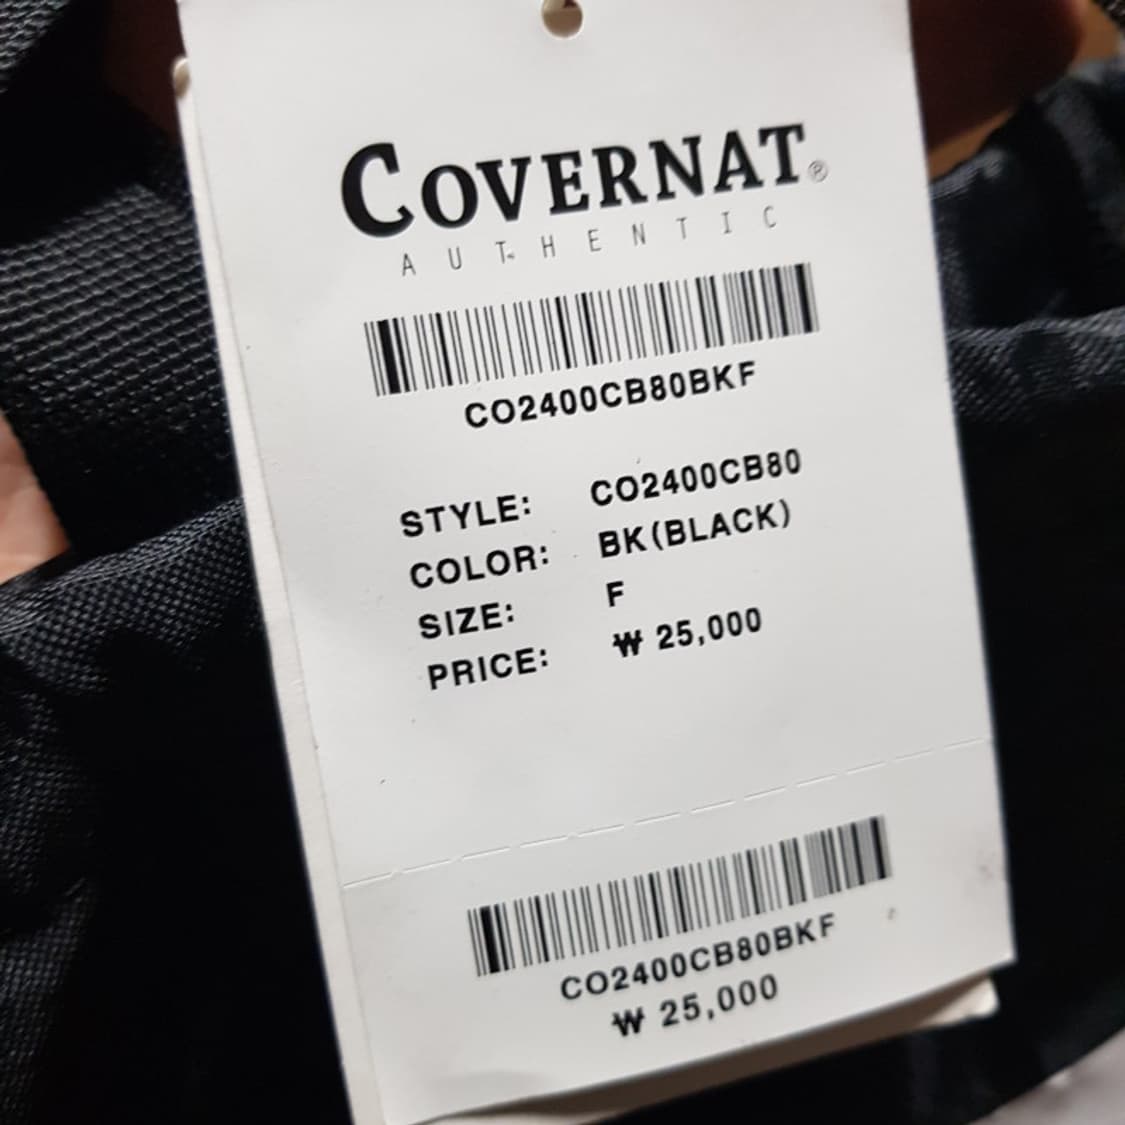 COVERNAT®
AUTHENTIC
CO2400CB80BKF
STYLE: CO2400CB80
COLOR: BK(BLACK)
SIZE: F
PRICE: ₩ 25,000
CO2400CB80BKF
₩ 25,000